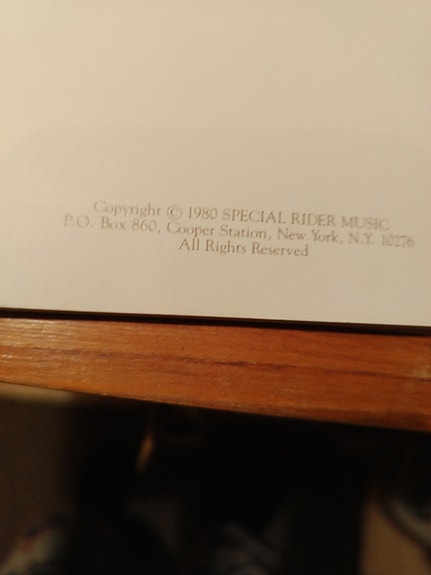 Copyright © 1980 SPECIAL RIDER MUSIC
P.O. Box 860, Cooper Station, New York, N.Y. 10276
All Rights Reserved